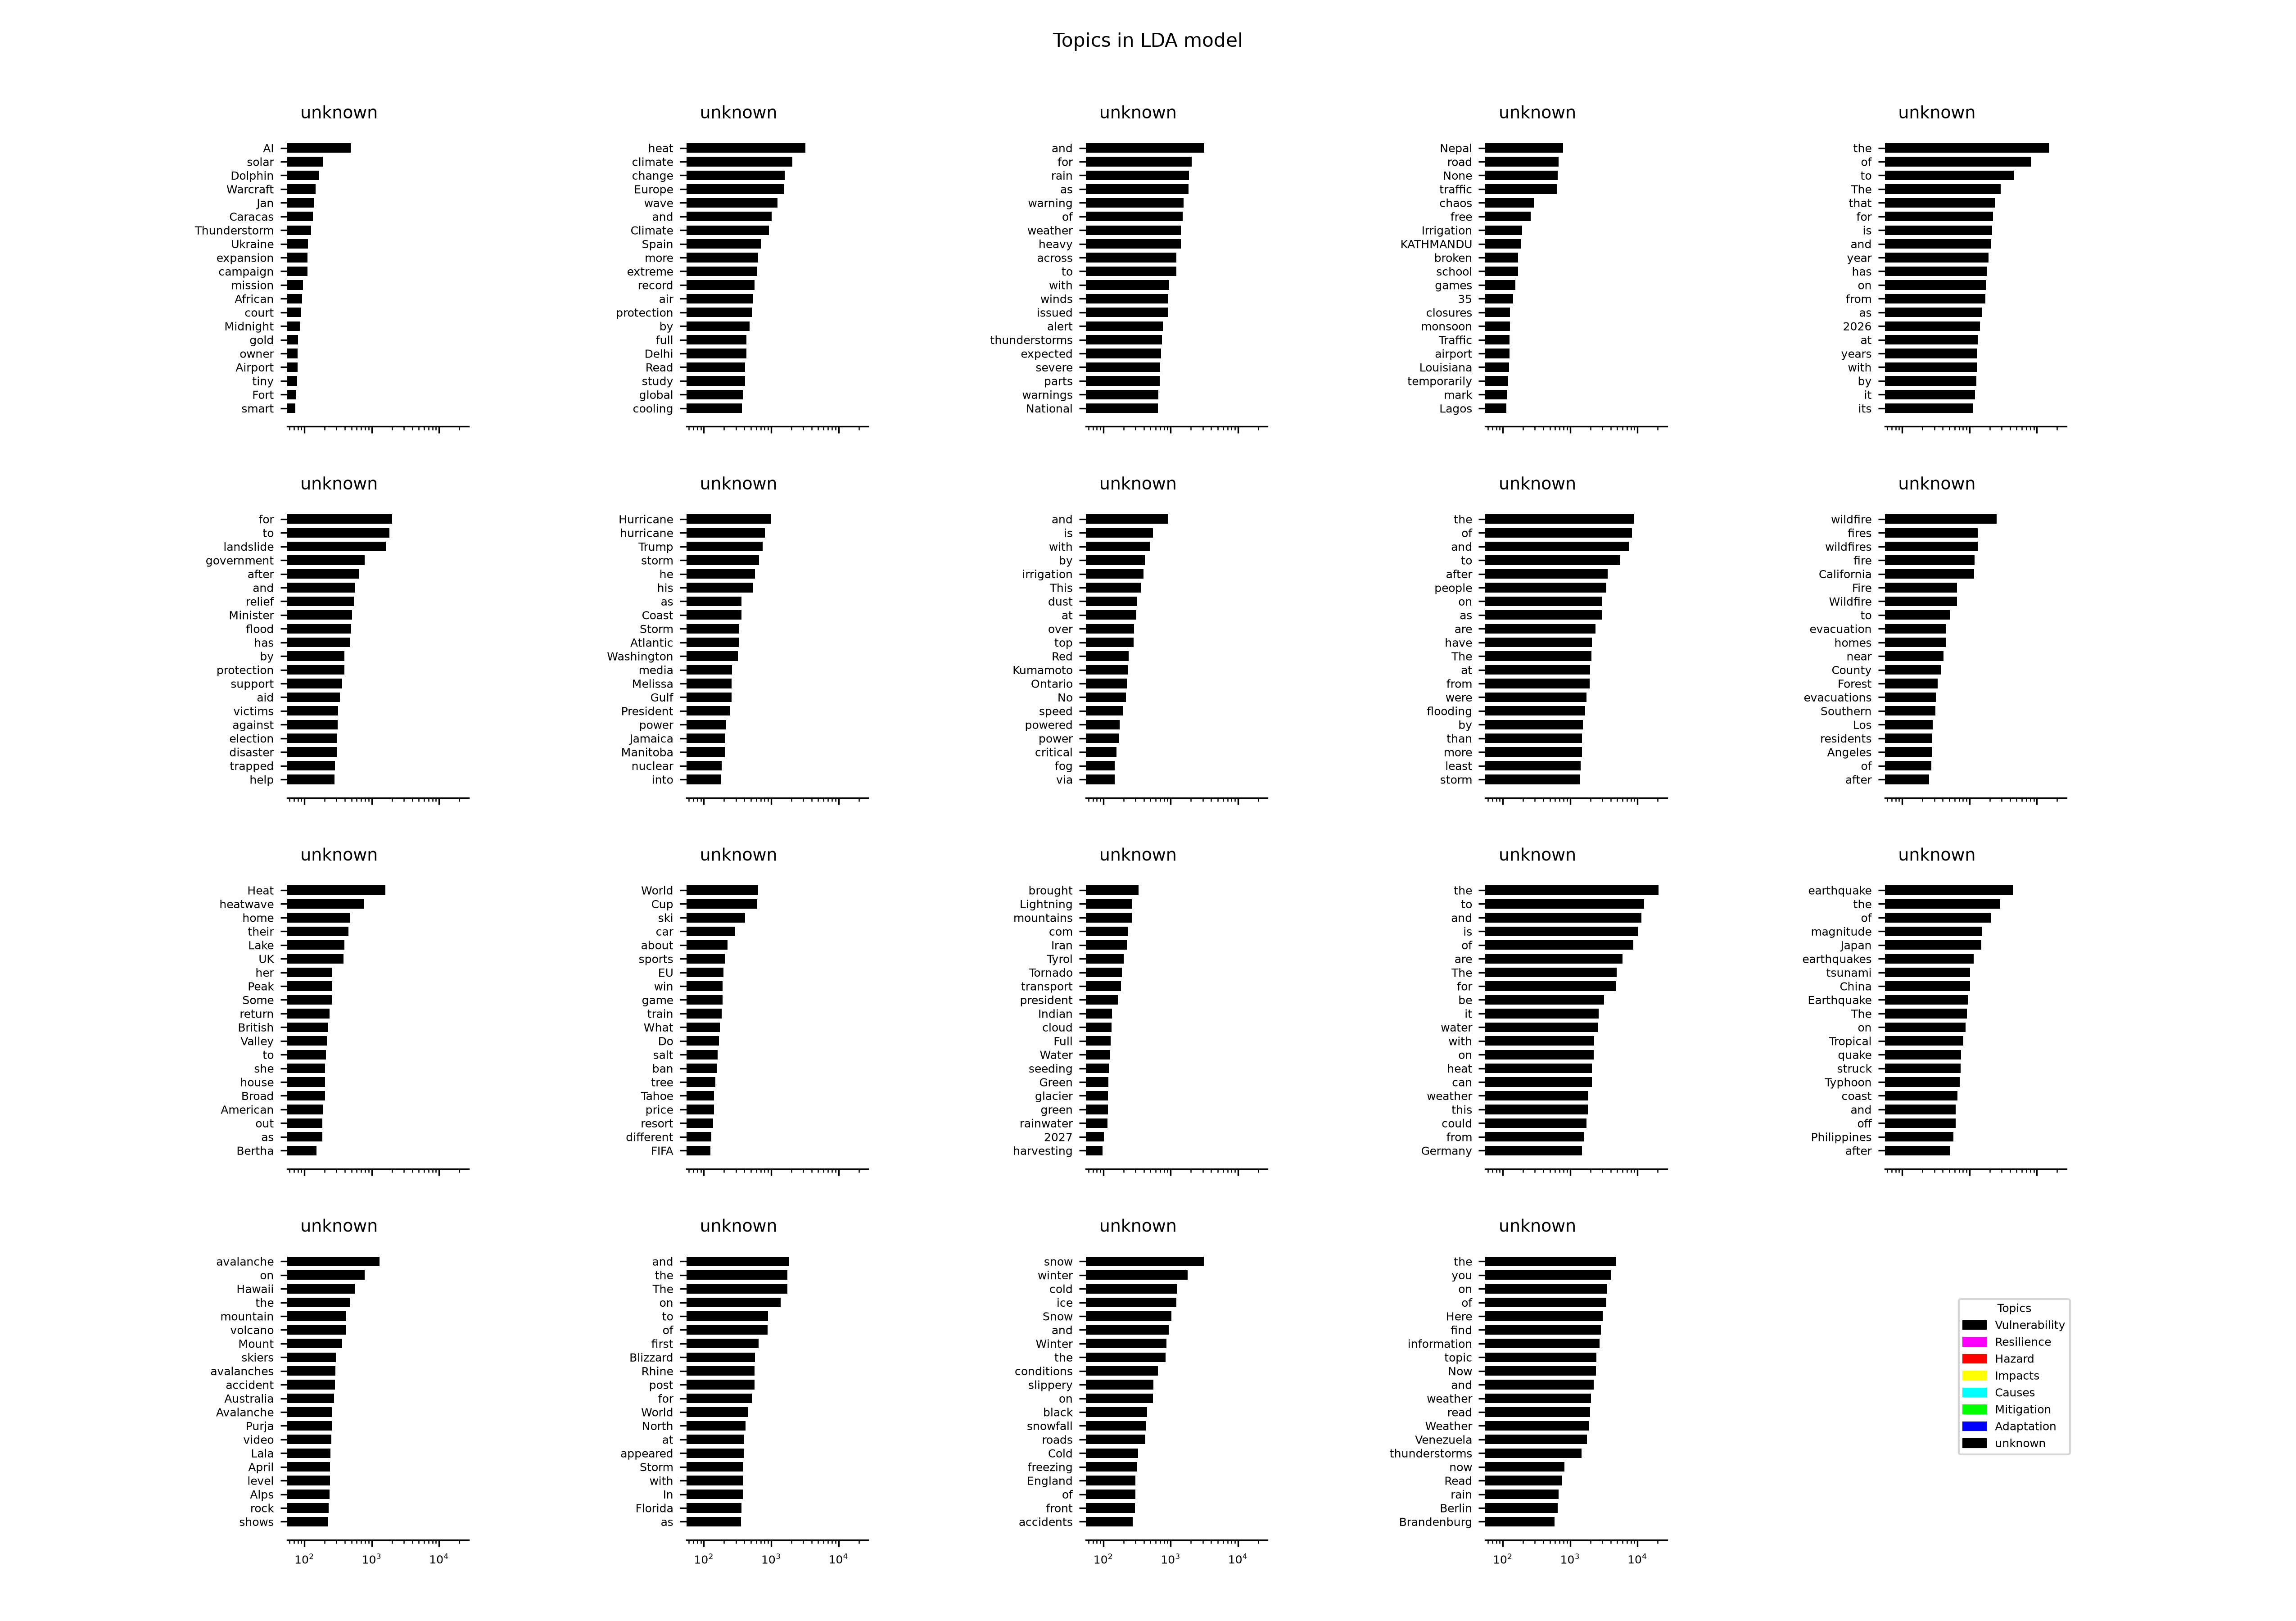 Topics in LDA model
unknown
AI
solar
Dolphin
Warcraft
Jan
Caracas
Thunderstorm
Ukraine
expansion
campaign
mission
African
court
Midnight
gold
owner
Airport
tiny
Fort
smart
unknown
heat
climate
change
Europe
wave
and
Climate
Spain
more
extreme
record
air
protection
by
full
Delhi
Read
study
global
cooling
unknown
and
for
rain
as
warning
of
weather
heavy
across
to
with
winds
issued
alert
thunderstorms
expected
severe
parts
warnings
National
unknown
Nepal
road
None
traffic
chaos
free
Irrigation
KATHMANDU
broken
school
games
35
closures
monsoon
Traffic
airport
Louisiana
temporarily
mark
Lagos
unknown
the
of
to
The
that
for
is
and
year
has
on
from
as
2026
at
years
with
by
it
its
unknown
for
to
landslide
government
after
and
relief
Minister
flood
has
by
protection
support
aid
victims
against
election
disaster
trapped
help
unknown
Hurricane
hurricane
Trump
storm
he
his
as
Coast
Storm
Atlantic
Washington
media
Melissa
Gulf
President
power
Jamaica
Manitoba
nuclear
into
unknown
and
is
with
by
irrigation
This
dust
at
over
top
Red
Kumamoto
Ontario
No
speed
powered
power
critical
fog
via
unknown
the
of
and
to
after
people
on
as
are
have
The
at
from
were
flooding
by
than
more
least
storm
unknown
wildfire
fires
wildfires
fire
California
Fire
Wildfire
to
evacuation
homes
near
County
Forest
evacuations
Southern
Los
residents
Angeles
of
after
unknown
Heat
heatwave
home
their
Lake
UK
her
Peak
Some
return
British
Valley
to
she
house
Broad
American
out
as
Bertha
unknown
World
Cup
ski
car
about
sports
EU
win
game
train
What
Do
salt
ban
tree
Tahoe
price
resort
different
FIFA
unknown
brought
Lightning
mountains
com
Iran
Tyrol
Tornado
transport
president
Indian
cloud
Full
Water
seeding
Green
glacier
green
rainwater
2027
harvesting
unknown
the
to
and
is
of
are
The
for
be
it
water
with
on
heat
can
weather
this
could
from
Germany
unknown
earthquake
the
of
magnitude
Japan
earthquakes
tsunami
China
Earthquake
The
on
Tropical
quake
struck
Typhoon
coast
and
off
Philippines
after
unknown
avalanche
on
Hawaii
the
mountain
volcano
Mount
skiers
avalanches
accident
Australia
Avalanche
Purja
video
Lala
April
level
Alps
rock
shows
10² 10³ 10⁴
unknown
and
the
The
on
to
of
first
Blizzard
Rhine
post
for
World
North
at
appeared
Storm
with
In
Florida
as
10² 10³ 10⁴
unknown
snow
winter
cold
ice
Snow
and
Winter
the
conditions
slippery
on
black
snowfall
roads
Cold
freezing
England
of
front
accidents
10² 10³ 10⁴
unknown
the
you
on
of
Here
find
information
topic
Now
and
weather
read
Weather
Venezuela
thunderstorms
now
Read
rain
Berlin
Brandenburg
10² 10³ 10⁴
Topics
Vulnerability
Resilience
Hazard
Impacts
Causes
Mitigation
Adaptation
unknown